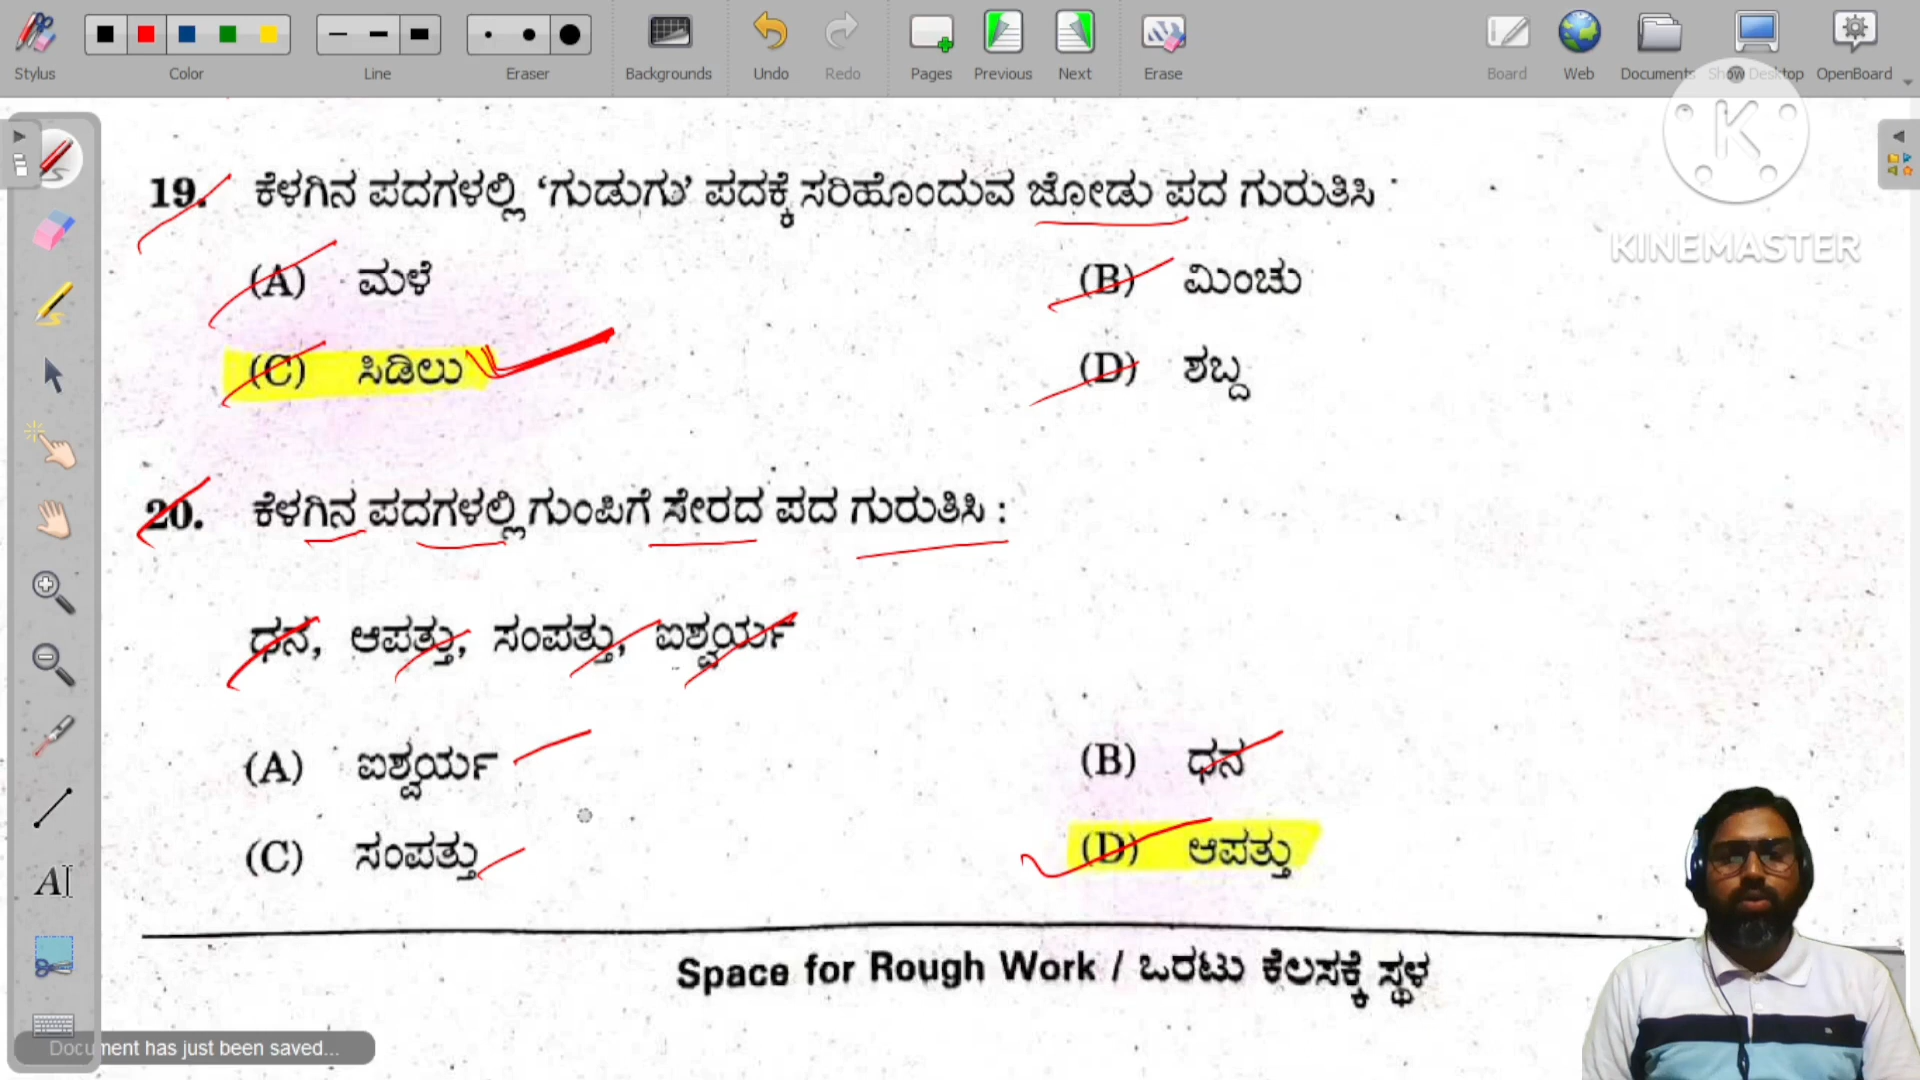 Stylus Color Line Eraser Backgrounds Undo Redo Pages Previous Next Erase Board Web Documents Show Desktop OpenBoard
K
KINEMASTER
19. ಕೆಳಗಿನ ಪದಗಳಲ್ಲಿ ‘ಗುಡುಗು’ ಪದಕ್ಕೆ ಸರಿಹೊಂದುವ ಜೋಡು ಪದ ಗುರುತಿಸಿ :
(A) ಮಳೆ (B) ಮಿಂಚು
(C) ಸಿಡಿಲು (D) ಶಬ್ದ
20. ಕೆಳಗಿನ ಪದಗಳಲ್ಲಿ ಗುಂಪಿಗೆ ಸೇರದ ಪದ ಗುರುತಿಸಿ :
ಧನ, ಆಪತ್ತು, ಸಂಪತ್ತು, ಐಶ್ವರ್ಯ
(A) ಐಶ್ವರ್ಯ (B) ಧನ
(C) ಸಂಪತ್ತು (D) ಆಪತ್ತು
Space for Rough Work / ಒರಟು ಕೆಲಸಕ್ಕೆ ಸ್ಥಳ
Document has just been saved...